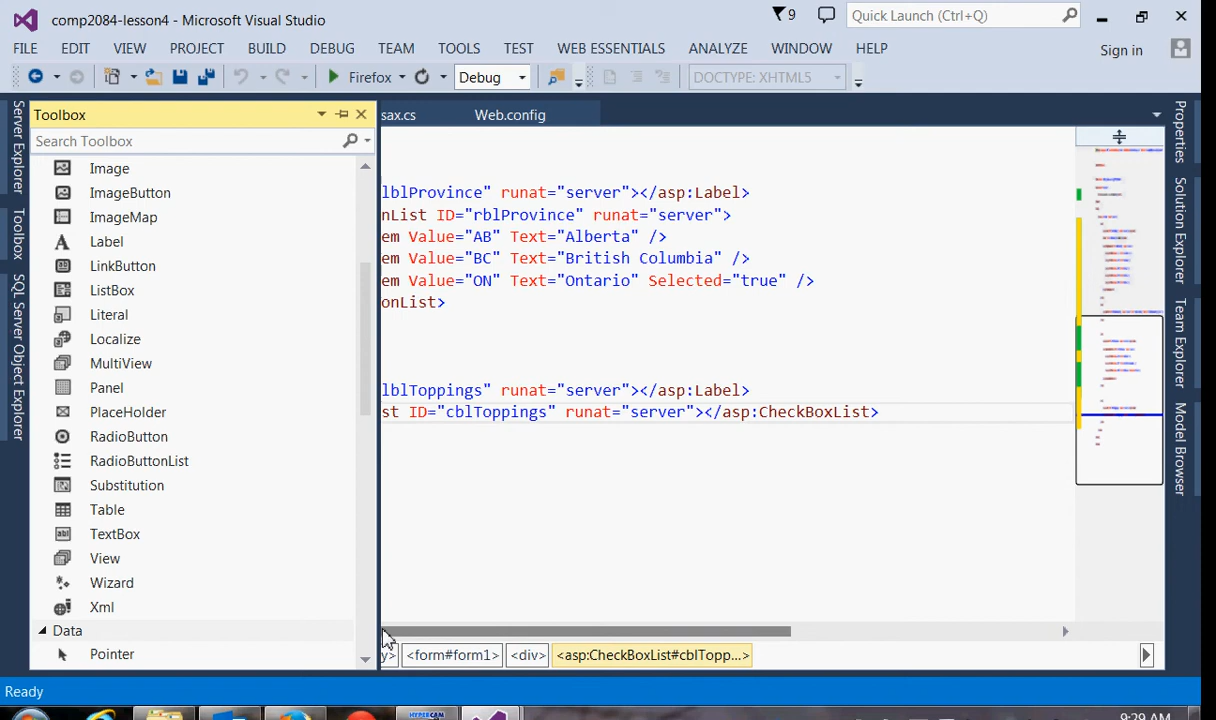 comp2084-lesson4 - Microsoft Visual Studio
9
Quick Launch (Ctrl+Q)
FILE EDIT VIEW PROJECT BUILD DEBUG TEAM TOOLS TEST WEB ESSENTIALS ANALYZE WINDOW HELP
Sign in
Firefox Debug DOCTYPE: XHTML5
Server Explorer
Toolbox
SQL Server Object Explorer
Toolbox
Search Toolbox
Image
ImageButton
ImageMap
Label
LinkButton
ListBox
Literal
Localize
MultiView
Panel
PlaceHolder
RadioButton
RadioButtonList
Substitution
Table
TextBox
View
Wizard
Xml
Data
Pointer
sax.cs Web.config
lblProvince" runat="server"></asp:Label>
onList ID="rblProvince" runat="server">
em Value="AB" Text="Alberta" />
em Value="BC" Text="British Columbia" />
em Value="ON" Text="Ontario" Selected="true" />
onList>
lblToppings" runat="server"></asp:Label>
st ID="cblToppings" runat="server"></asp:CheckBoxList>
y> <form#form1> <div> <asp:CheckBoxList#cblTopp...>
Properties
Solution Explorer
Team Explorer
Model Browser
Ready
HYPERCAM
9:29 AM